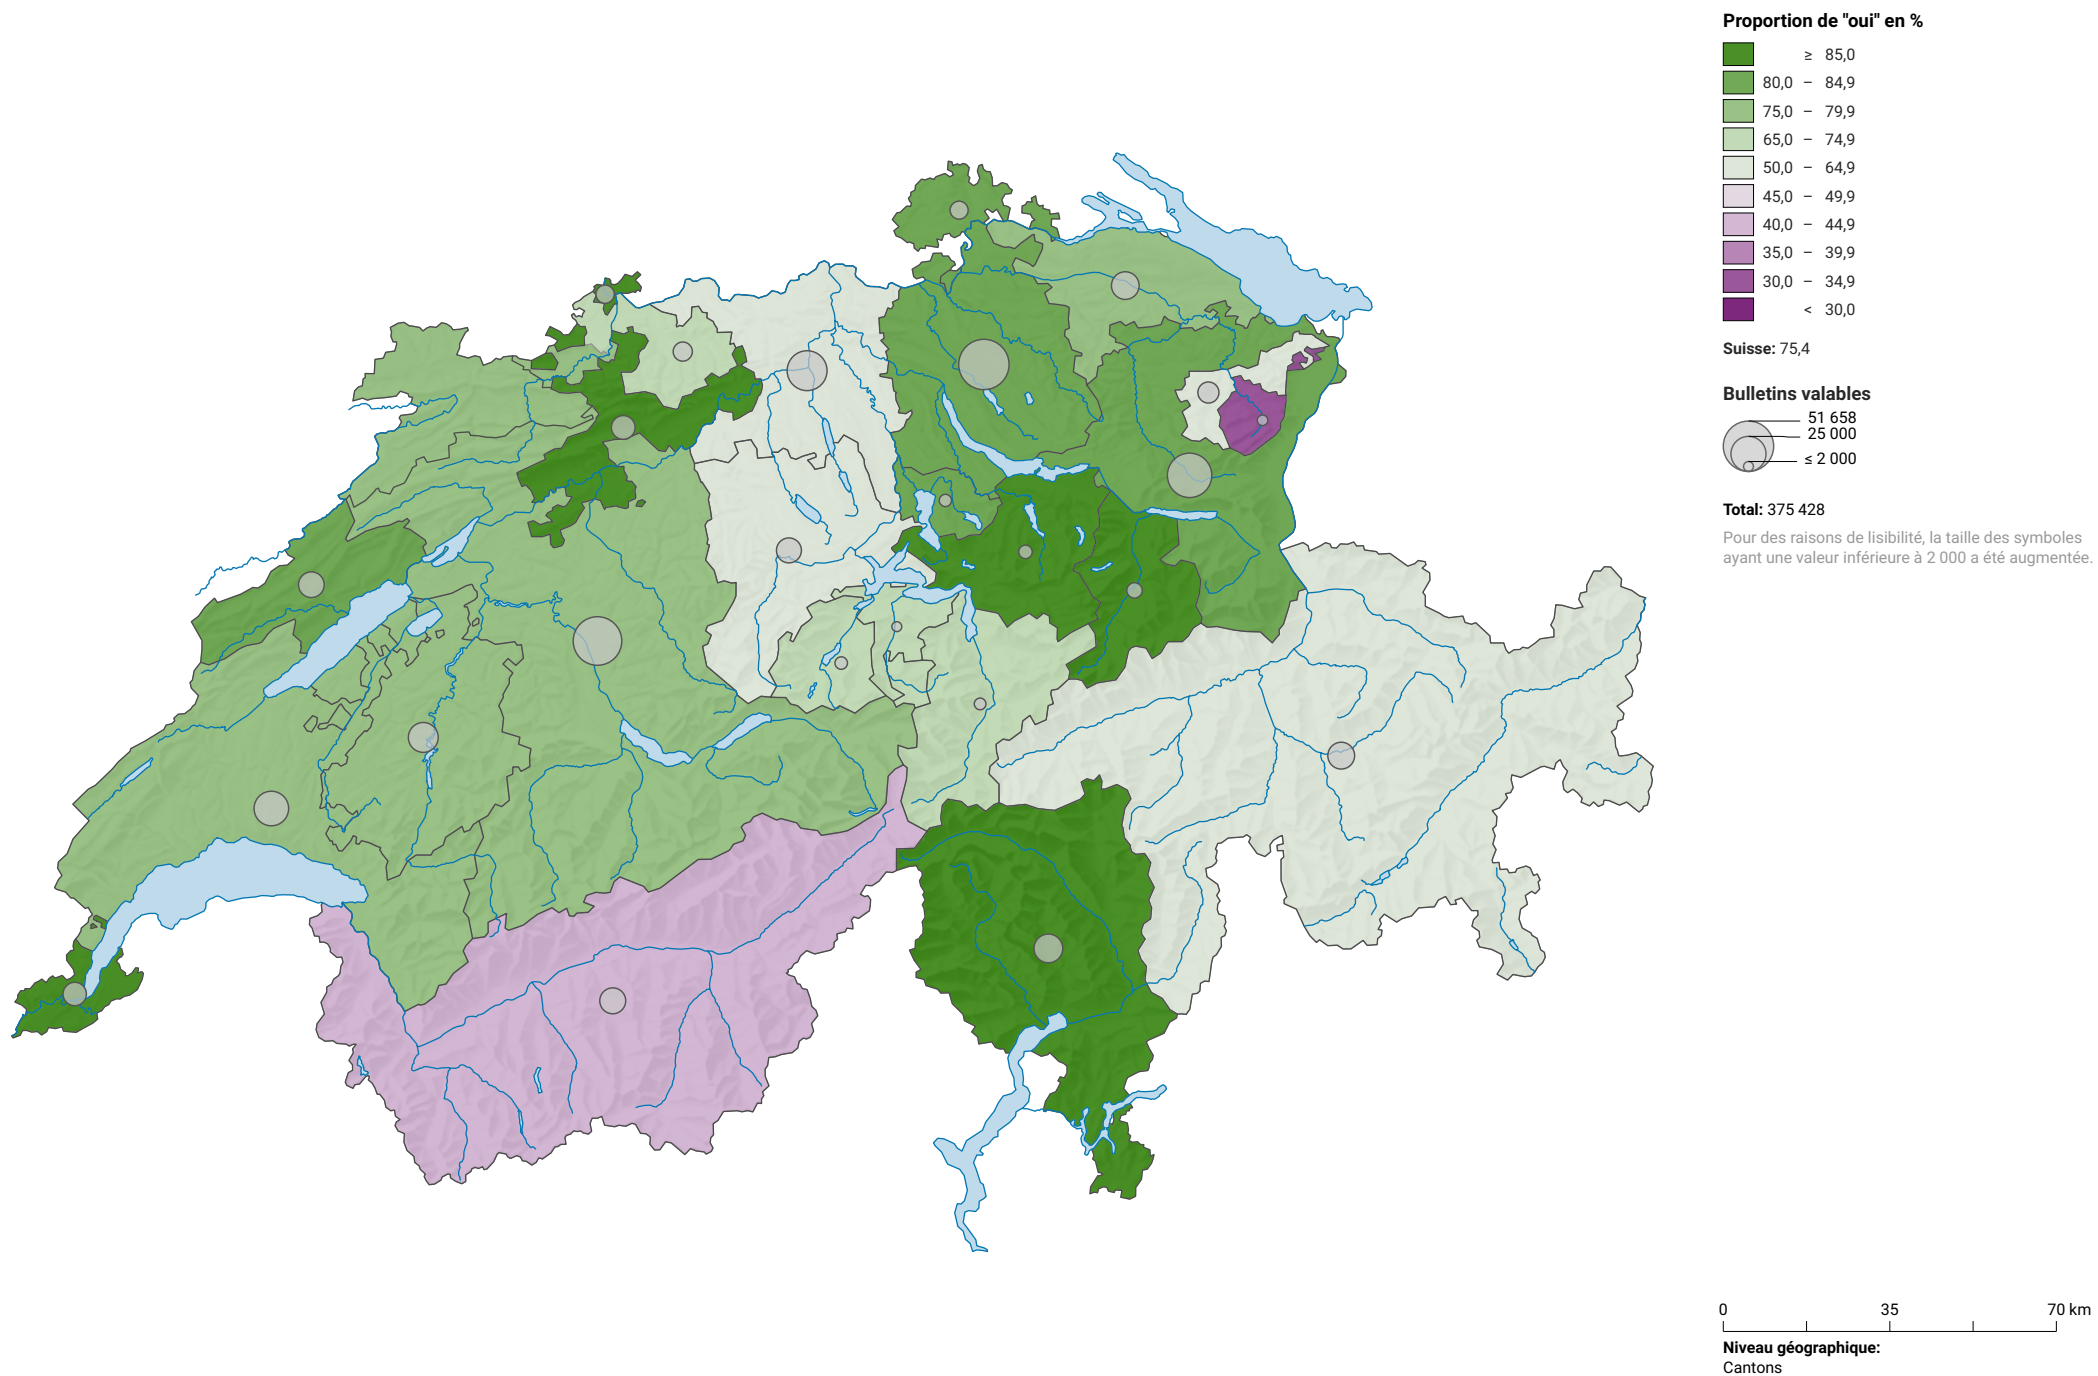 Proportion de "oui" en %
≥ 85,0
80,0 – 84,9
75,0 – 79,9
65,0 – 74,9
50,0 – 64,9
45,0 – 49,9
40,0 – 44,9
35,0 – 39,9
30,0 – 34,9
< 30,0
Suisse: 75,4
Bulletins valables
51 658
25 000
≤ 2 000
Total: 375 428
Pour des raisons de lisibilité, la taille des symboles
ayant une valeur inférieure à 2 000 a été augmentée.
0 35 70 km
Niveau géographique:
Cantons